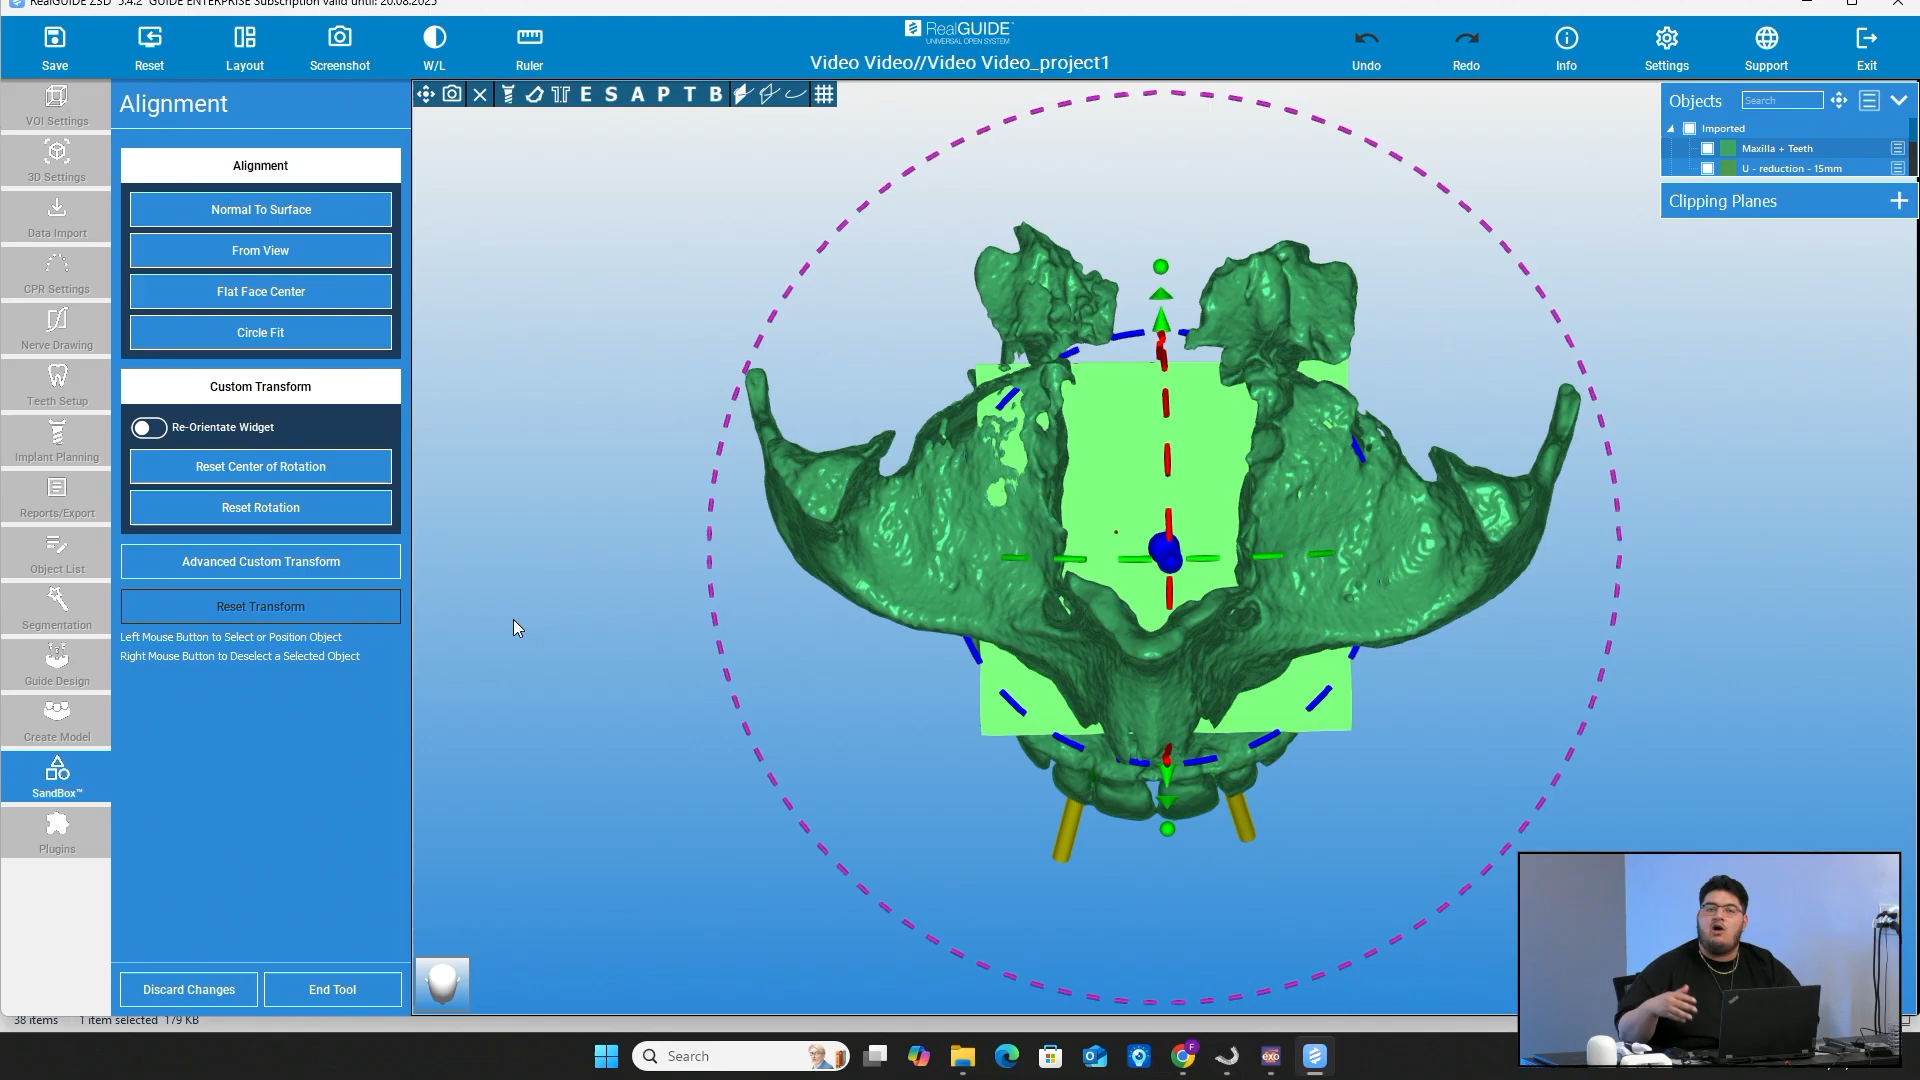 RealGUIDE Z3D 5.4.2 GUIDE ENTERPRISE Subscription valid until: 20.08.2025
Save
Reset
Layout
Screenshot
W/L
Ruler
RealGUIDE
UNIVERSAL OPEN SYSTEM
Video Video//Video Video_project1
Undo
Redo
Info
Settings
Support
Exit
VOI Settings
3D Settings
Data Import
CPR Settings
Nerve Drawing
Teeth Setup
Implant Planning
Reports/Export
Object List
Segmentation
Guide Design
Create Model
SandBox™
Plugins
Alignment
Alignment
Normal To Surface
From View
Flat Face Center
Circle Fit
Custom Transform
Re-Orientate Widget
Reset Center of Rotation
Reset Rotation
Advanced Custom Transform
Reset Transform
Left Mouse Button to Select or Position Object
Right Mouse Button to Deselect a Selected Object
Discard Changes
End Tool
E S A P T B
Objects
Search
Imported
Maxilla + Teeth
U - reduction - 15mm
Clipping Planes
38 items 1 item selected 179 KB
Search
exo
F